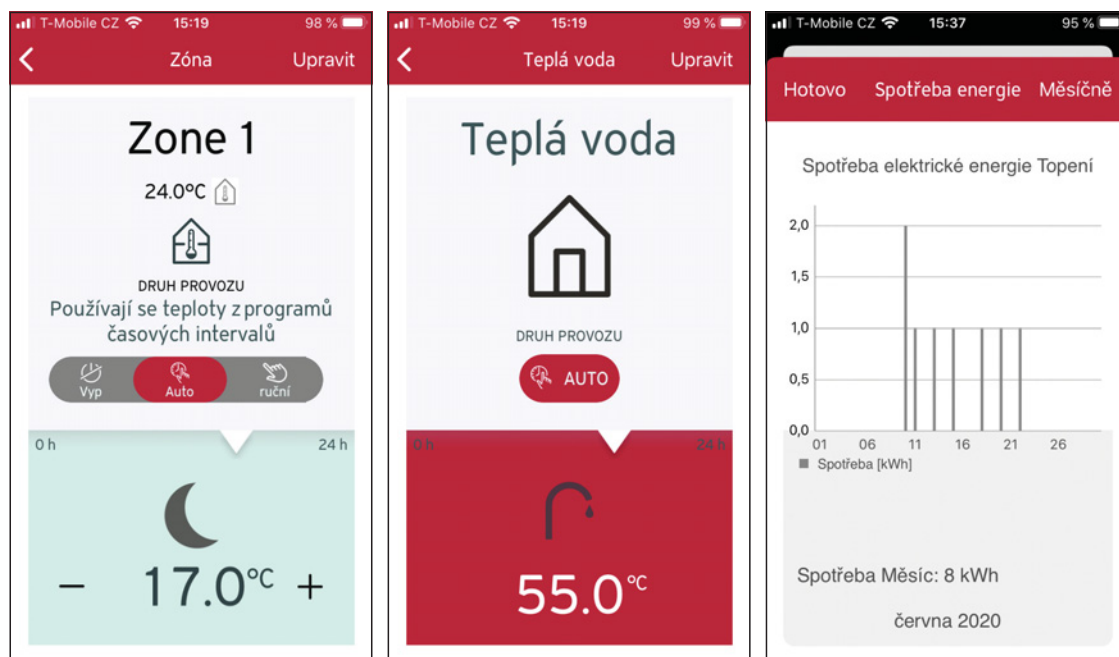 T-Mobile CZ 15:19 98 %
Zóna Upravit
Zone 1
24.0°C
DRUH PROVOZU
Používají se teploty z programů
časových intervalů
Vyp Auto ruční
0 h 24 h
− 17.0°C +
T-Mobile CZ 15:19 99 %
Teplá voda Upravit
Teplá voda
DRUH PROVOZU
AUTO
0 h 24 h
55.0°C
T-Mobile CZ 15:37 95 %
Hotovo Spotřeba energie Měsíčně
Spotřeba elektrické energie Topení
2,0
1,5
1,0
0,5
0,0
01 06 11 16 21 26
Spotřeba [kWh]
Spotřeba Měsíc: 8 kWh
června 2020